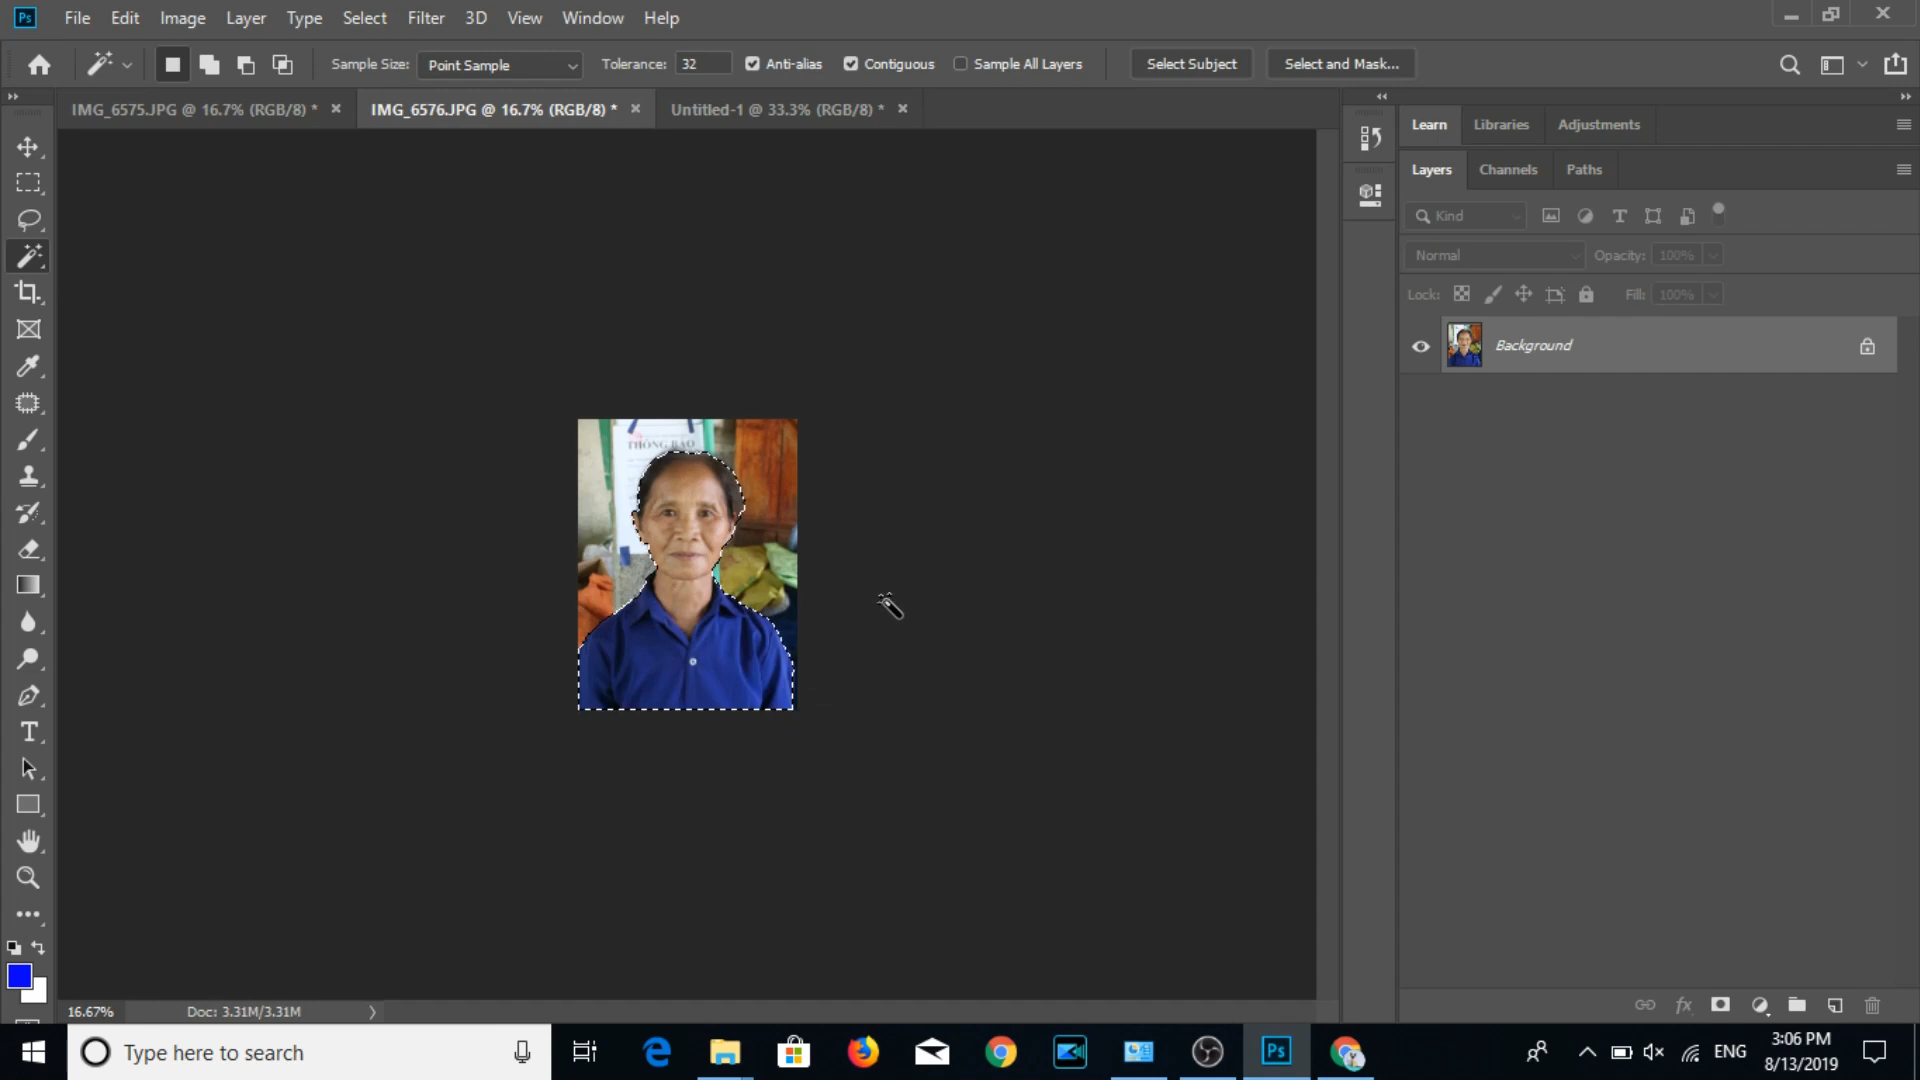 Ps File Edit Image Layer Type Select Filter 3D View Window Help
Sample Size: Point Sample Tolerance: 32 Anti-alias Contiguous Sample All Layers Select Subject Select and Mask...
IMG_6575.JPG @ 16.7% (RGB/8) * IMG_6576.JPG @ 16.7% (RGB/8) * Untitled-1 @ 33.3% (RGB/8) *
Learn Libraries Adjustments
Layers Channels Paths
Kind
Normal Opacity: 100%
Lock: Fill: 100%
Background
THÔNG BÁO
16.67% Doc: 3.31M/3.31M
Type here to search
Ps
ENG
3:06 PM
8/13/2019